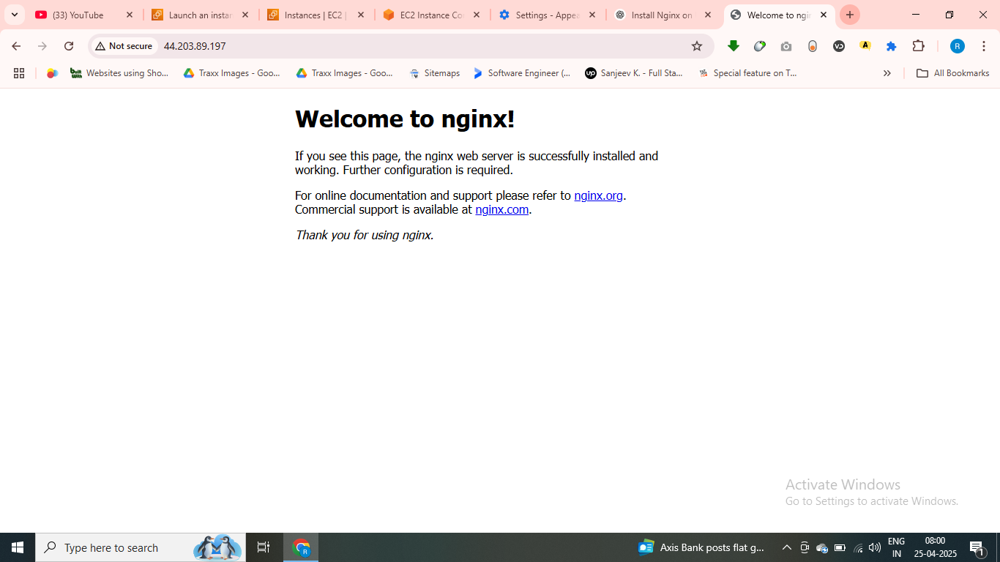 (33) YouTube
Launch an instan
Instances | EC2 |
EC2 Instance Co
Settings - Appea
Install Nginx on
Welcome to ngin
Not secure
44.203.89.197
Websites using Sho...
Traxx Images - Goo...
Traxx Images - Goo...
Sitemaps
Software Engineer (...
up
Sanjeev K. - Full Sta...
Special feature on T...
All Bookmarks
Welcome to nginx!
If you see this page, the nginx web server is successfully installed and
working. Further configuration is required.
For online documentation and support please refer to nginx.org.
Commercial support is available at nginx.com.
Thank you for using nginx.
Activate Windows
Go to Settings to activate Windows.
Type here to search
Axis Bank posts flat g...
ENG
IN
08:00
25-04-2025
1